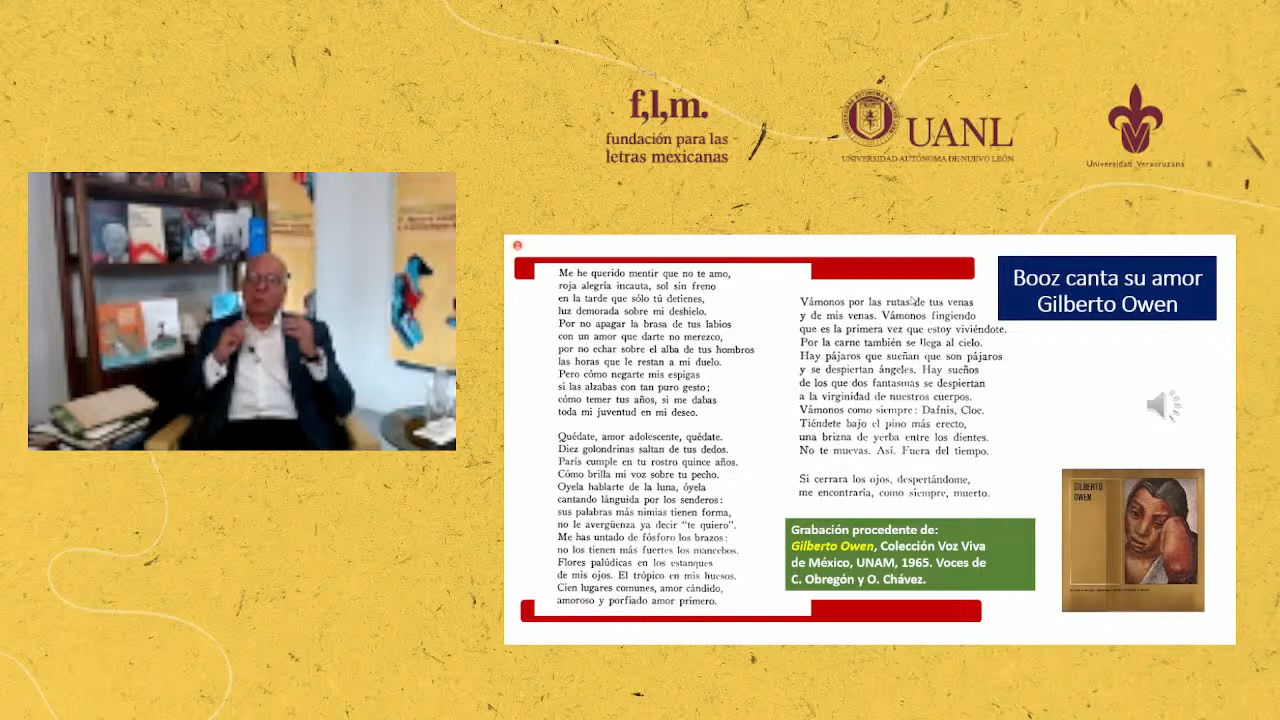 f,l,m.
fundación para las
letras mexicanas
UANL
UNIVERSIDAD AUTÓNOMA DE NUEVO LEÓN
Universidad Veracruzana
Me he querido mentir que no te amo,
roja alegría incauta, sol sin freno
en la tarde que sólo tú detienes,
luz demorada sobre mi deshielo.
Por no apagar la brasa de tus labios
con un amor que darte no merezco,
por no echar sobre el alba de tus hombros
las horas que le restan a mi duelo.
Pero cómo negarte mis espigas
si las alzabas con tan puro gesto;
cómo temer tus años, si me dabas
toda mi juventud en mi deseo.
Quédate, amor adolescente, quédate.
Diez golondrinas saltan de tus dedos.
París cumple en tu rostro quince años.
Cómo brilla mi voz sobre tu pecho.
Oyela hablarte de la luna, óyela
cantando lánguida por los senderos:
sus palabras más nimias tienen forma,
no le avergüenza ya decir "te quiero".
Me has untado de fósforo los brazos:
no los tienen más fuertes los mancebos.
Flores palúdicas en los estanques
de mis ojos. El trópico en mis huesos.
Cien lugares comunes, amor cándido,
amoroso y porfiado amor primero.
Vámonos por las rutas de tus venas
y de mis venas. Vámonos fingiendo
que es la primera vez que estoy viviéndote.
Por la carne también se llega al cielo.
Hay pájaros que sueñan que son pájaros
y se despiertan ángeles. Hay sueños
de los que dos fantasmas se despiertan
a la virginidad de nuestros cuerpos.
Vámonos como siempre: Dafnis, Cloe.
Tiéndete bajo el pino más erecto,
una brizna de yerba entre los dientes.
No te muevas. Así. Fuera del tiempo.
Si cerrara los ojos, despertándome,
me encontraría, como siempre, muerto.
Booz canta su amor
Gilberto Owen
Grabación procedente de:
Gilberto Owen, Colección Voz Viva
de México, UNAM, 1965. Voces de
C. Obregón y O. Chávez.
GILBERTO
OWEN